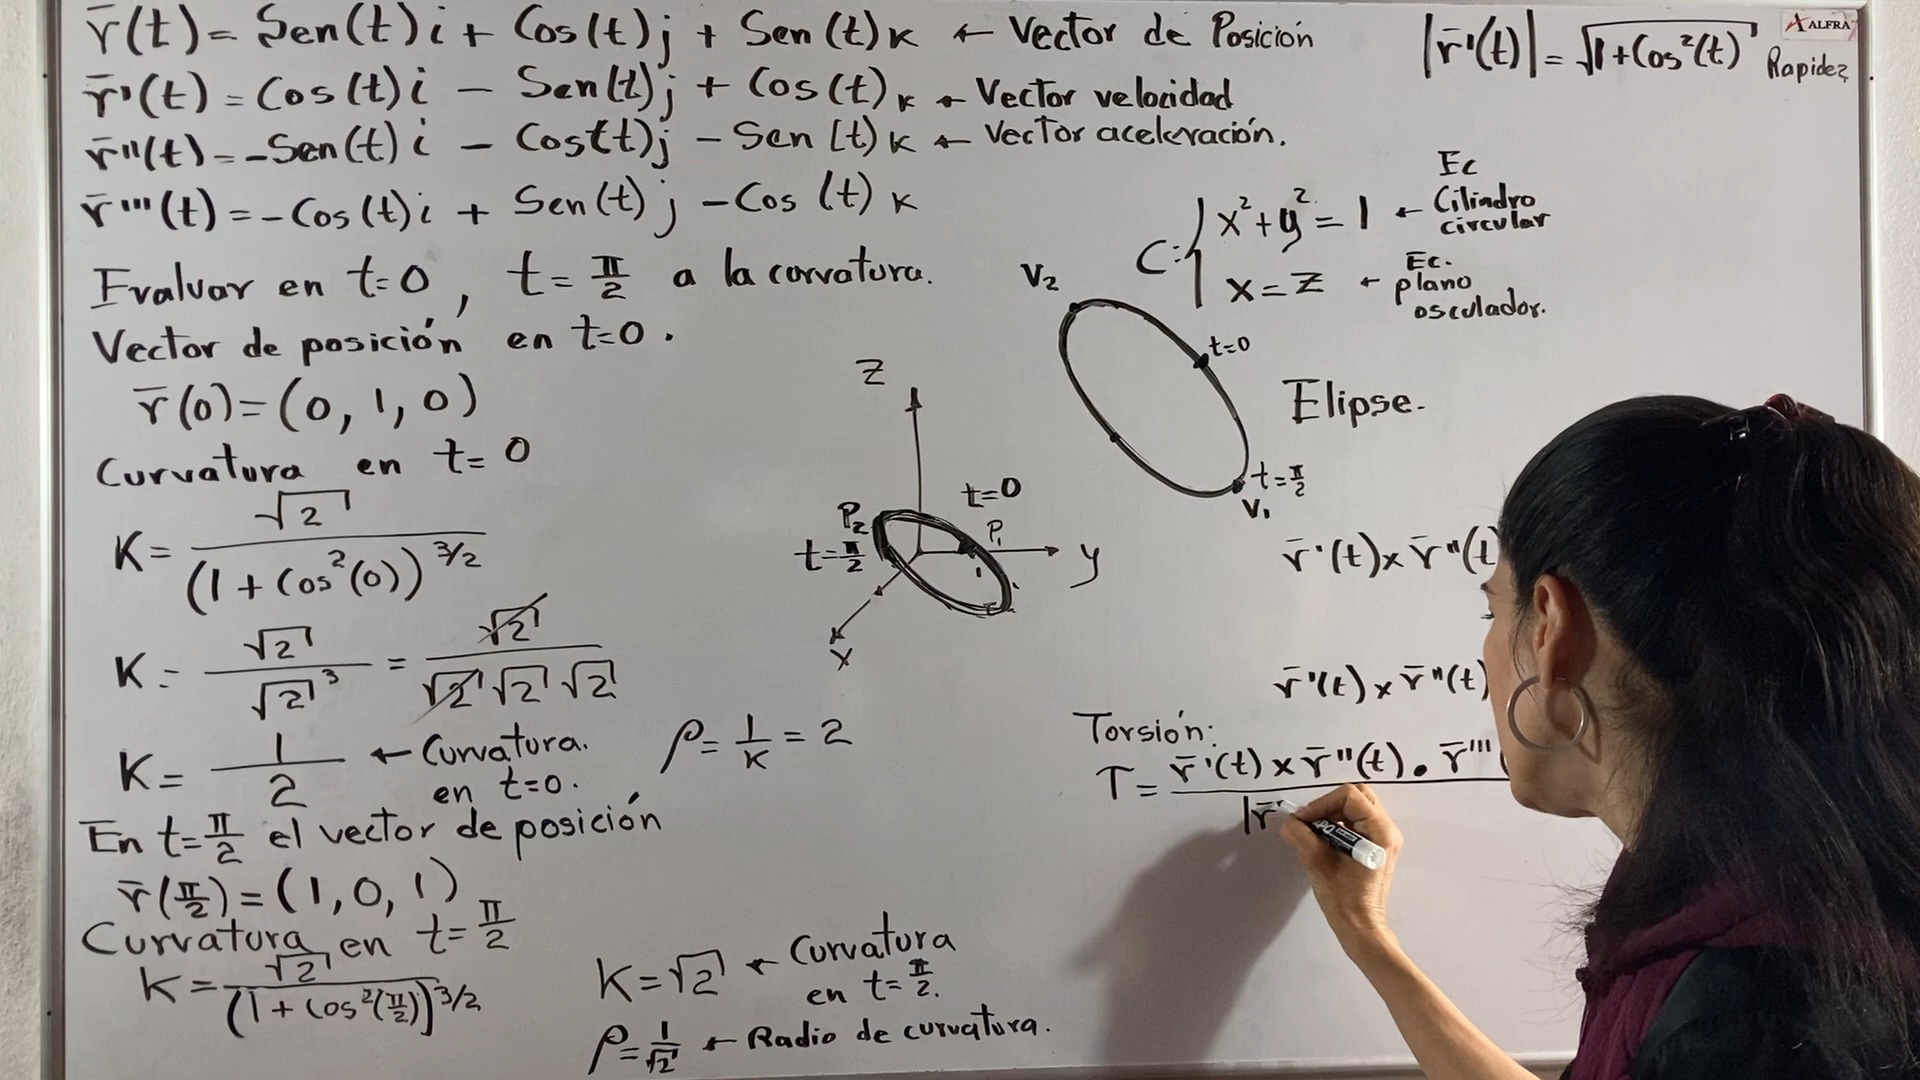 r̄(t) = Sen(t)i + Cos(t)j + Sen(t)k ← Vector de Posición
r̄'(t) = Cos(t)i − Sen(t)j + Cos(t)k ← Vector velocidad
r̄''(t) = -Sen(t)i − Cos(t)j − Sen(t)k ← Vector aceleración.
r̄'''(t) = -Cos(t)i + Sen(t)j − Cos(t)k
Evaluar en t=0, t=π/2 a la corvatura.
Vector de posición en t=0.
r̄(0)=(0,1,0)
Curvatura en t=0
K = √2 / (1+Cos²(0))^3/2
K = √2 / √2³ = √2 / √2 √2 √2
K = 1/2 ← Curvatura en t=0.
ρ = 1/K = 2
En t=π/2 el vector de posición
r̄(π/2)=(1,0,1)
Curvatura en t=π/2
K = √2 / (1+Cos²(π/2))^3/2
K=√2 ← Curvatura en t=π/2.
ρ=1/√2 ← Radio de curvatura.
Z
t=0
P₂
P₁
t=π/2
y
1
X
|r̄'(t)| = √1+Cos²(t)
Rapidez
ALFRA
C: { x²+y²=1 ← Ec Cilindro circular
x=z ← Ec. plano osculador.
V₂
t=0
Elipse.
t=π/2
V₁
r̄'(t)×r̄''(t)
r̄'(t)×r̄''(t)
Torsión:
T = r̄'(t)×r̄''(t)·r̄'''
|r̄'